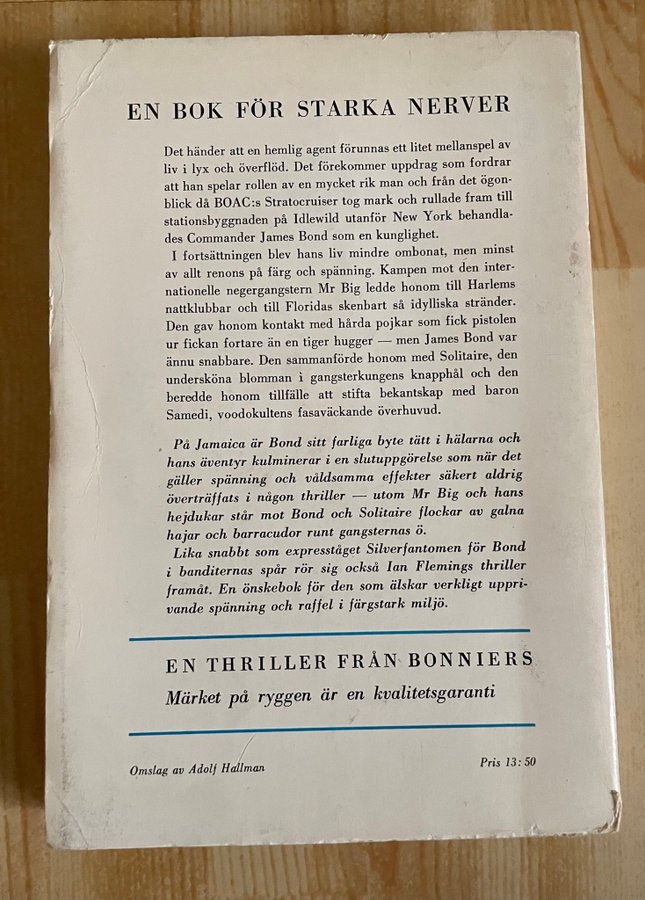 EN BOK FÖR STARKA NERVER
Det händer att en hemlig agent förunnas ett litet mellanspel av
liv i lyx och överflöd. Det förekommer uppdrag som fordrar
att han spelar rollen av en mycket rik man och från det ögon-
blick då BOAC:s Stratocruiser tog mark och rullade fram till
stationsbyggnaden på Idlewild utanför New York behandla-
des Commander James Bond som en kunglighet.
I fortsättningen blev hans liv mindre ombonat, men minst
av allt renons på färg och spänning. Kampen mot den inter-
nationelle negergangstern Mr Big ledde honom till Harlems
nattklubbar och till Floridas skenbart så idylliska stränder.
Den gav honom kontakt med hårda pojkar som fick pistolen
ur fickan fortare än en tiger hugger — men James Bond var
ännu snabbare. Den sammanförde honom med Solitaire, den
undersköna blomman i gangsterkungens knapphål och den
beredde honom tillfälle att stifta bekantskap med baron
Samedi, voodokultens fasaväckande överhuvud.
På Jamaica är Bond sitt farliga byte tätt i hälarna och
hans äventyr kulminerar i en slutuppgörelse som när det
gäller spänning och våldsamma effekter säkert aldrig
överträffats i någon thriller — utom Mr Big och hans
hejdukar står mot Bond och Solitaire flockar av galna
hajar och barracudor runt gangsternas ö.
Lika snabbt som expresståget Silverfantomen för Bond
i banditernas spår rör sig också Ian Flemings thriller
framåt. En önskebok för den som älskar verkligt uppri-
vande spänning och raffel i färgstark miljö.
EN THRILLER FRÅN BONNIERS
Märket på ryggen är en kvalitetsgaranti
Omslag av Adolf Hallman
Pris 13:50